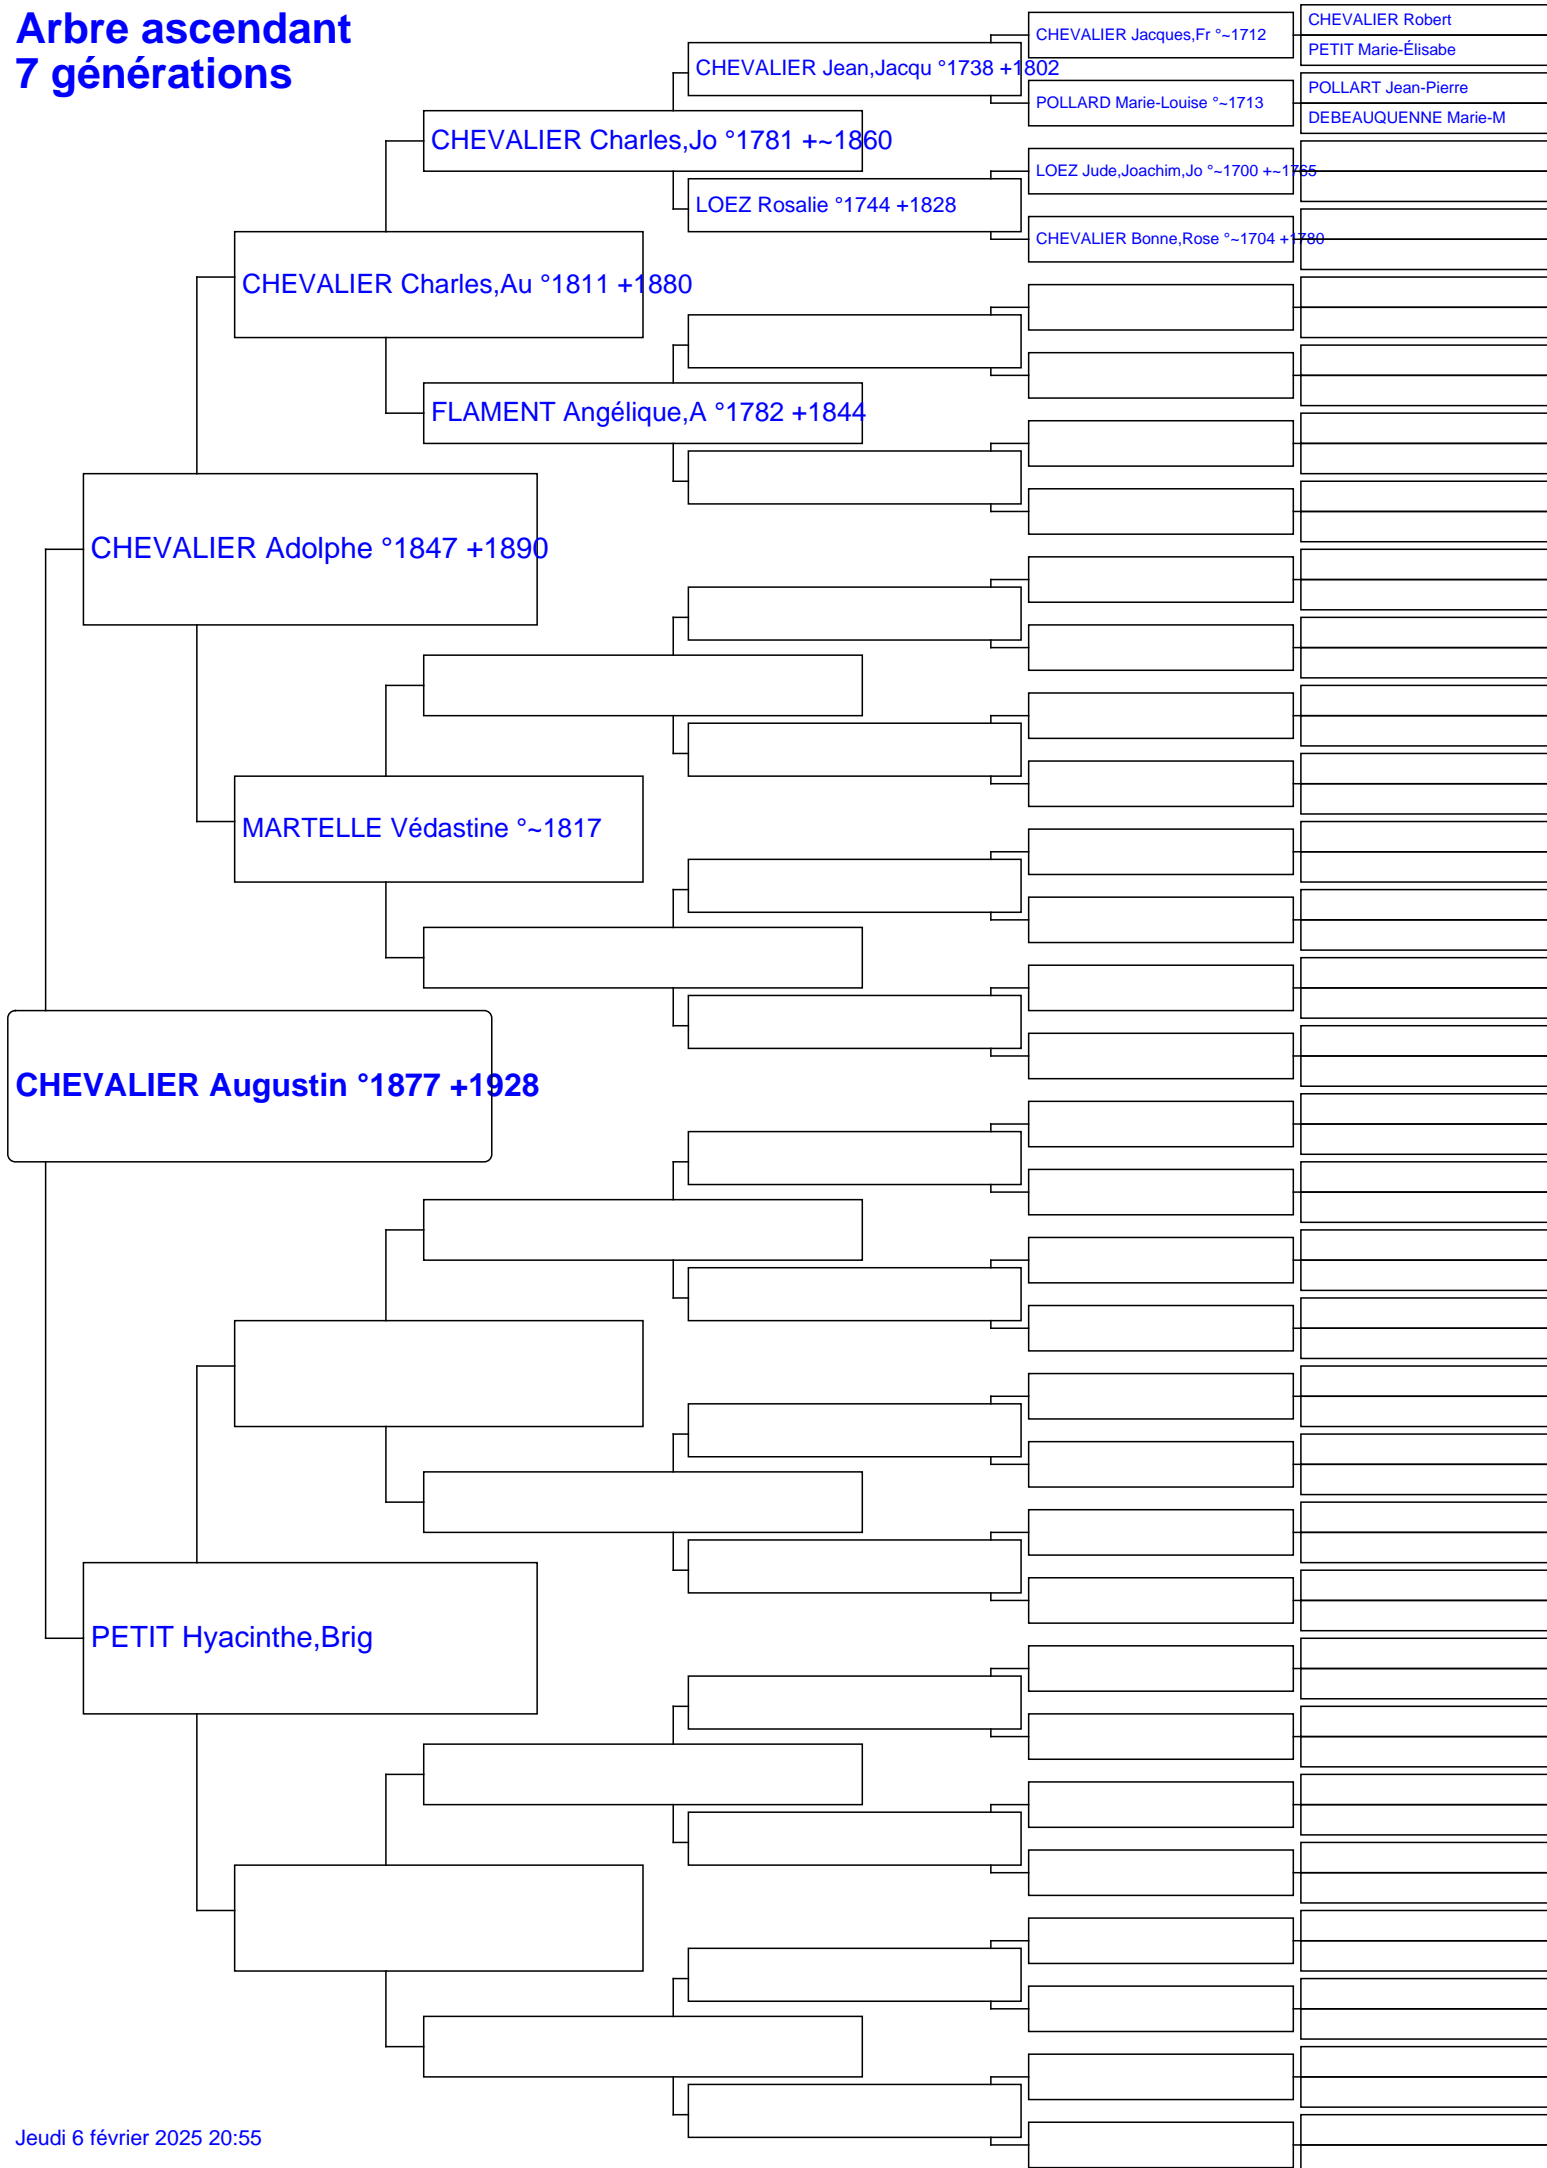 Arbre ascendant
7 générations
CHEVALIER Jacques,Fr °~1712
CHEVALIER Robert
PETIT Marie-Élisabe
CHEVALIER Jean,Jacqu °1738 +1802
POLLARD Marie-Louise °~1713
POLLART Jean-Pierre
DEBEAUQUENNE Marie-M
CHEVALIER Charles,Jo °1781 +~1860
LOEZ Jude,Joachim,Jo °~1700 +~1765
LOEZ Rosalie °1744 +1828
CHEVALIER Bonne,Rose °~1704 +1780
CHEVALIER Charles,Au °1811 +1880
FLAMENT Angélique,A °1782 +1844
CHEVALIER Adolphe °1847 +1890
MARTELLE Védastine °~1817
CHEVALIER Augustin °1877 +1928
PETIT Hyacinthe,Brig
Jeudi 6 février 2025 20:55